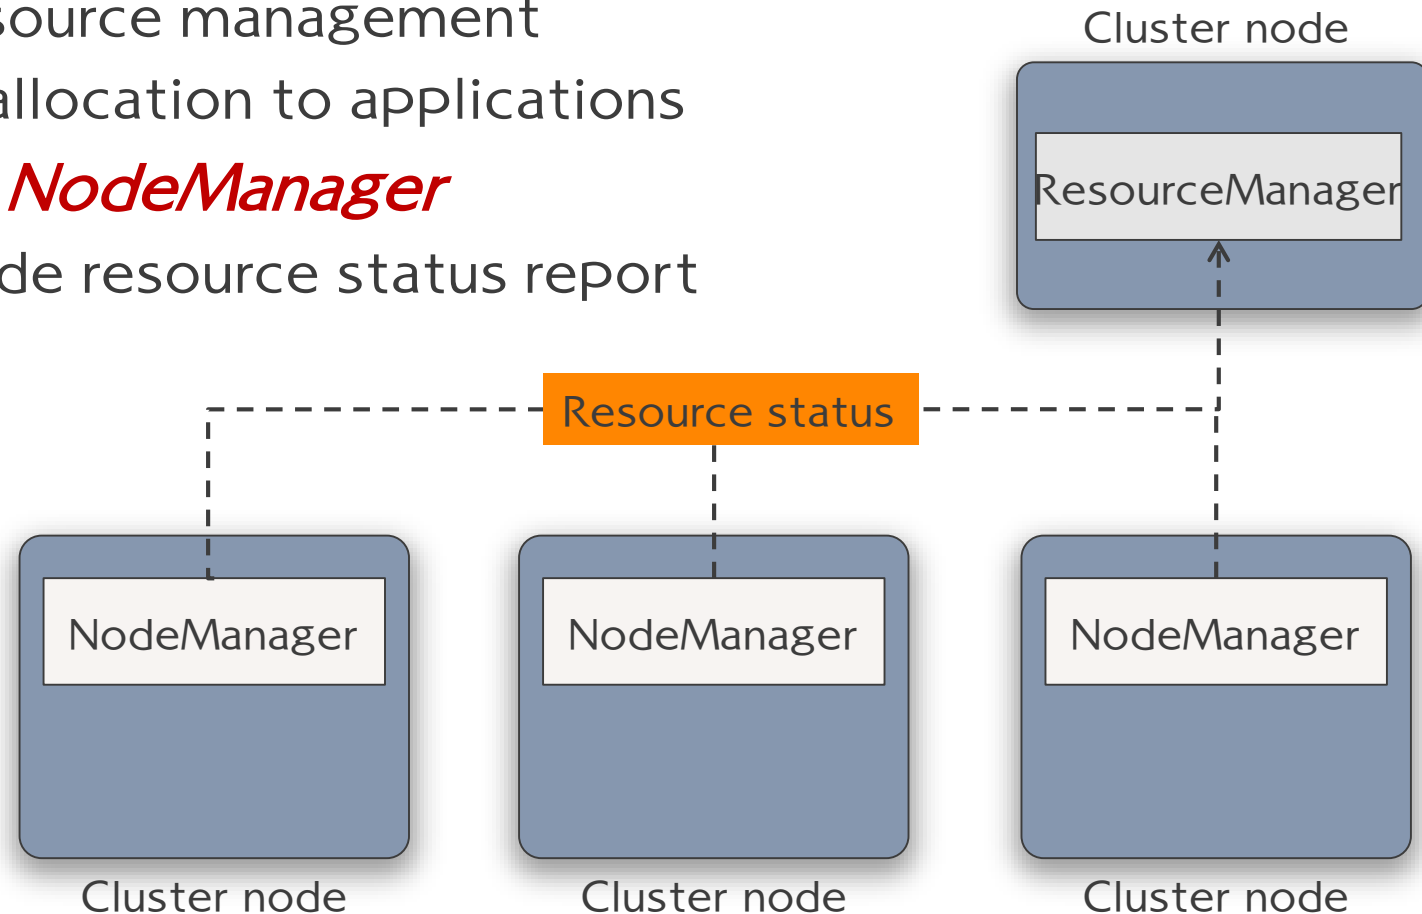 source management
allocation to applications
NodeManager
de resource status report
Cluster node
ResourceManager
Resource status
NodeManager
NodeManager
NodeManager
Cluster node
Cluster node
Cluster node